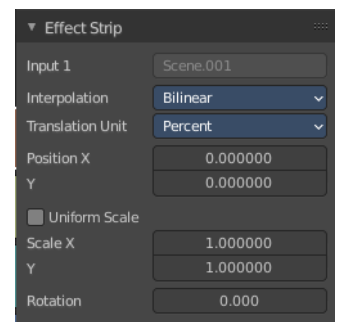 Effect Strip
Input 1 Scene.001
Interpolation Bilinear
Translation Unit Percent
Position X 0.000000
Y 0.000000
Uniform Scale
Scale X 1.000000
Y 1.000000
Rotation 0.000